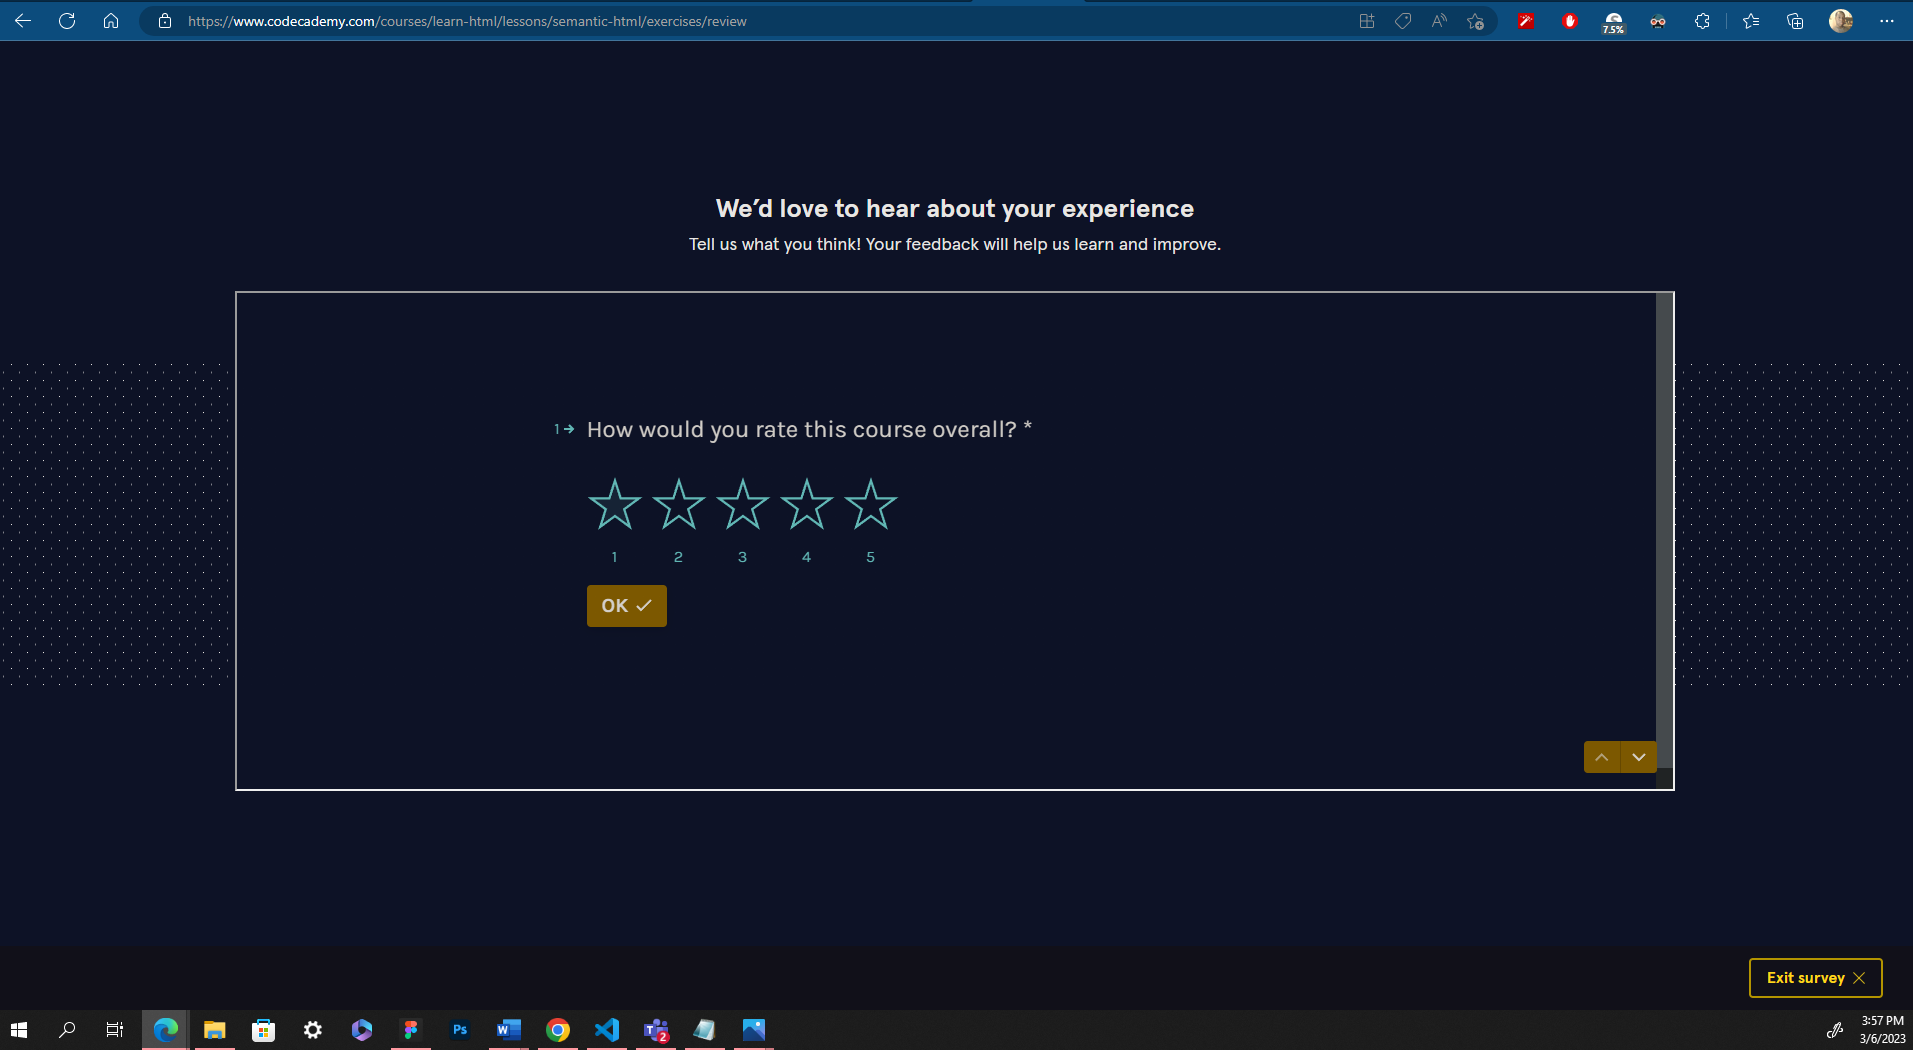 https://www.codecademy.com/courses/learn-html/lessons/semantic-html/exercises/review
7.5%
We’d love to hear about your experience
Tell us what you think! Your feedback will help us learn and improve.
1 How would you rate this course overall? *
1 2 3 4 5
OK
Exit survey
Ps
W
T
2
3:57 PM
3/6/2023